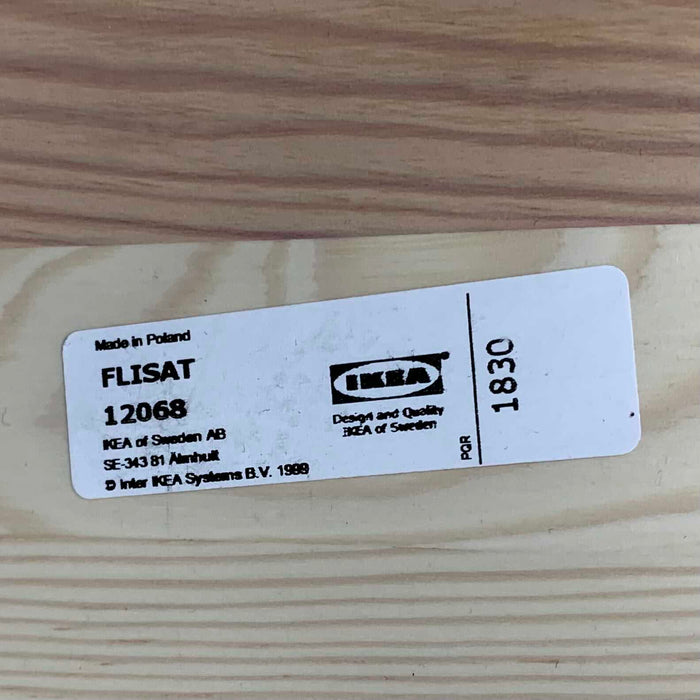 Made in Poland
FLISAT
12068
IKEA of Sweden AB
SE-343 81 Älmhult
© Inter IKEA Systems B.V. 1999
IKEA®
Design and Quality
IKEA of Sweden
PQR
1830